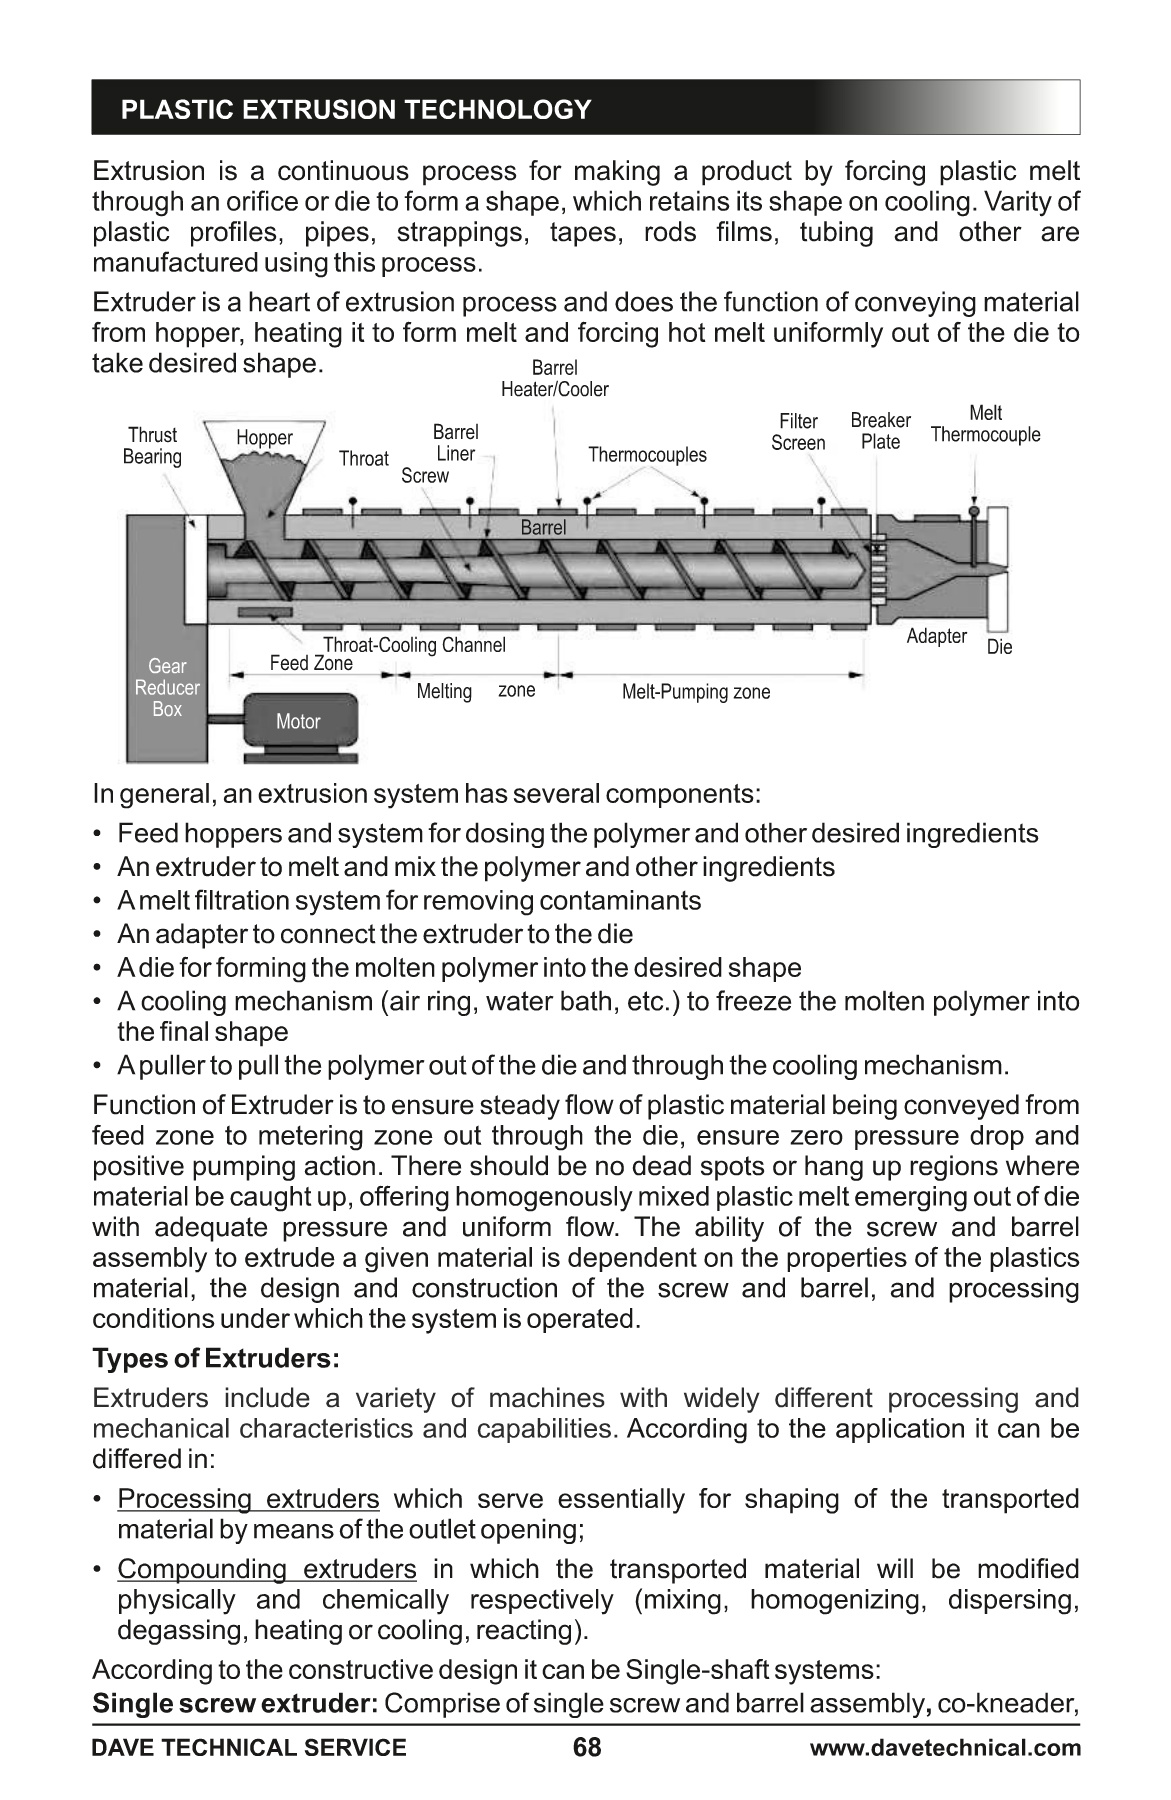 PLASTIC EXTRUSION TECHNOLOGY
Extrusion is a continuous process for making a product by forcing plastic melt
through an orifice or die to form a shape, which retains its shape on cooling. Varity of
plastic profiles, pipes, strappings, tapes, rods films, tubing and other are
manufactured using this process.
Extruder is a heart of extrusion process and does the function of conveying material
from hopper, heating it to form melt and forcing hot melt uniformly out of the die to
take desired shape.
Barrel
Heater/Cooler
Thrust
Bearing
Hopper
Throat
Barrel
Liner
Screw
Thermocouples
Filter
Screen
Breaker
Plate
Melt
Thermocouple
Barrel
Throat-Cooling Channel
Feed Zone
Melting zone
Melt-Pumping zone
Adapter
Die
Gear
Reducer
Box
Motor
In general, an extrusion system has several components:
• Feed hoppers and system for dosing the polymer and other desired ingredients
• An extruder to melt and mix the polymer and other ingredients
• A melt filtration system for removing contaminants
• An adapter to connect the extruder to the die
• A die for forming the molten polymer into the desired shape
• A cooling mechanism (air ring, water bath, etc.) to freeze the molten polymer into
the final shape
• A puller to pull the polymer out of the die and through the cooling mechanism.
Function of Extruder is to ensure steady flow of plastic material being conveyed from
feed zone to metering zone out through the die, ensure zero pressure drop and
positive pumping action. There should be no dead spots or hang up regions where
material be caught up, offering homogenously mixed plastic melt emerging out of die
with adequate pressure and uniform flow. The ability of the screw and barrel
assembly to extrude a given material is dependent on the properties of the plastics
material, the design and construction of the screw and barrel, and processing
conditions under which the system is operated.
Types of Extruders:
Extruders include a variety of machines with widely different processing and
mechanical characteristics and capabilities. According to the application it can be
differed in:
• Processing extruders which serve essentially for shaping of the transported
material by means of the outlet opening;
• Compounding extruders in which the transported material will be modified
physically and chemically respectively (mixing, homogenizing, dispersing,
degassing, heating or cooling, reacting).
According to the constructive design it can be Single-shaft systems:
Single screw extruder: Comprise of single screw and barrel assembly, co-kneader,
DAVE TECHNICAL SERVICE 68 www.davetechnical.com